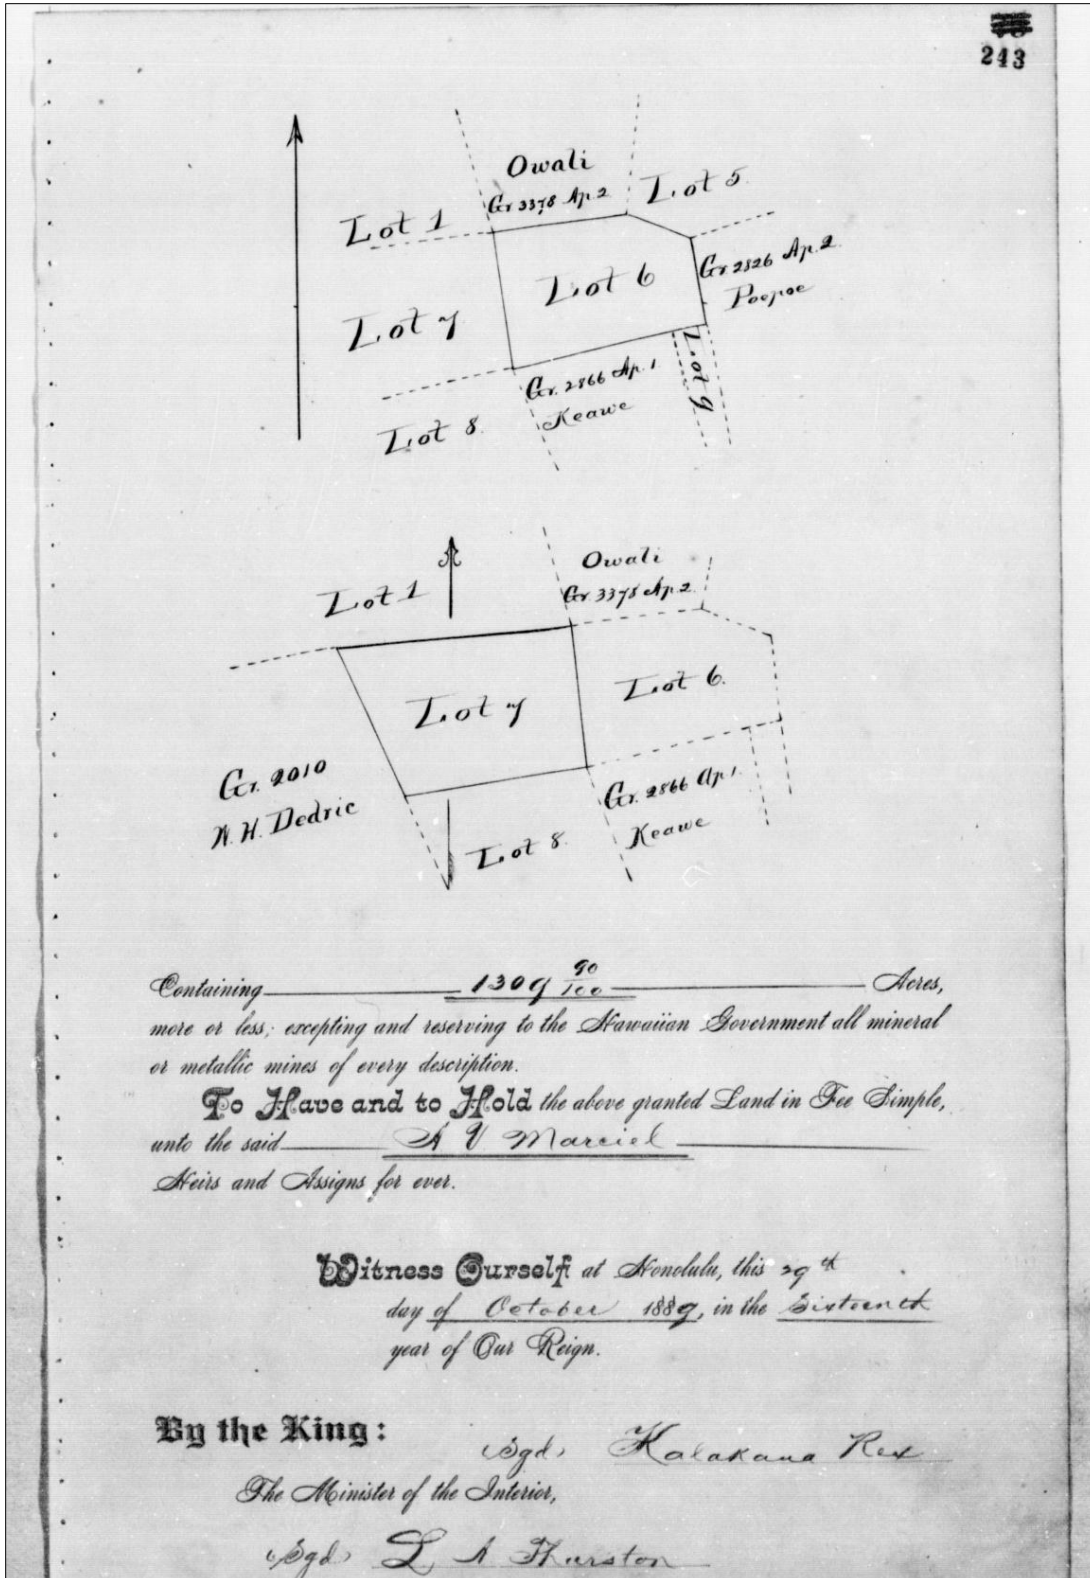 243
Owali
Gr 3378 Ap. 2
Lot 5.
Lot 1
Lot 6
Gr 2826 Ap. 2.
Poepoe
Lot 7
Lot 9
Gr. 2866 Ap. 1.
Keawe
Lot 8.
N
Owali
Gr. 3378 Ap. 2.
Lot 1
Lot 6.
Lot 7
Gr. 2010
W. H. Dedric
Gr. 2866 Ap 1.
Keawe
Lot 8.
Containing 1309 90/100 Acres,
more or less; excepting and reserving to the Hawaiian Government all mineral
or metallic mines of every description.
To Have and to Hold the above granted Land in Fee Simple,
unto the said A V Marciel
Heirs and Assigns for ever.
Witness Ourself at Honolulu, this 29th
day of October 1889, in the Sixteenth
year of Our Reign.
By the King:
(Sgd) Kalakaua Rex
The Minister of the Interior,
(Sgd) L A Thurston